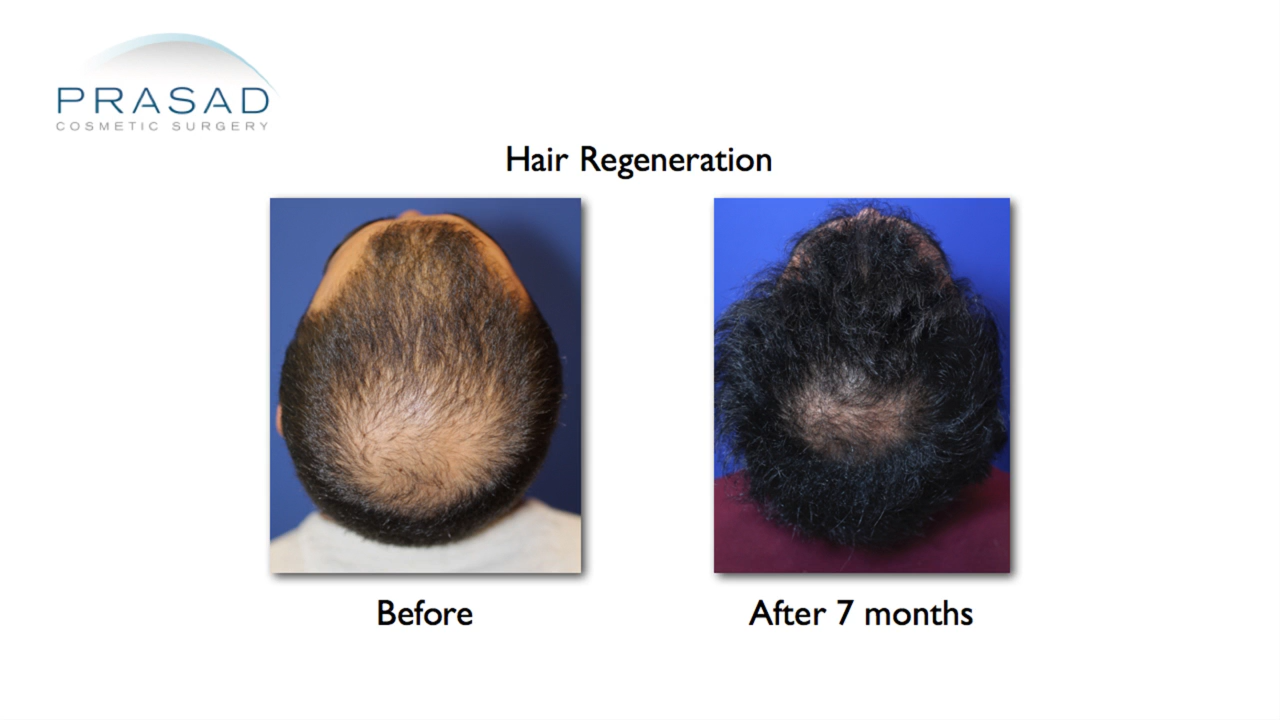 PRASAD
COSMETIC SURGERY
Hair Regeneration
Before
After 7 months